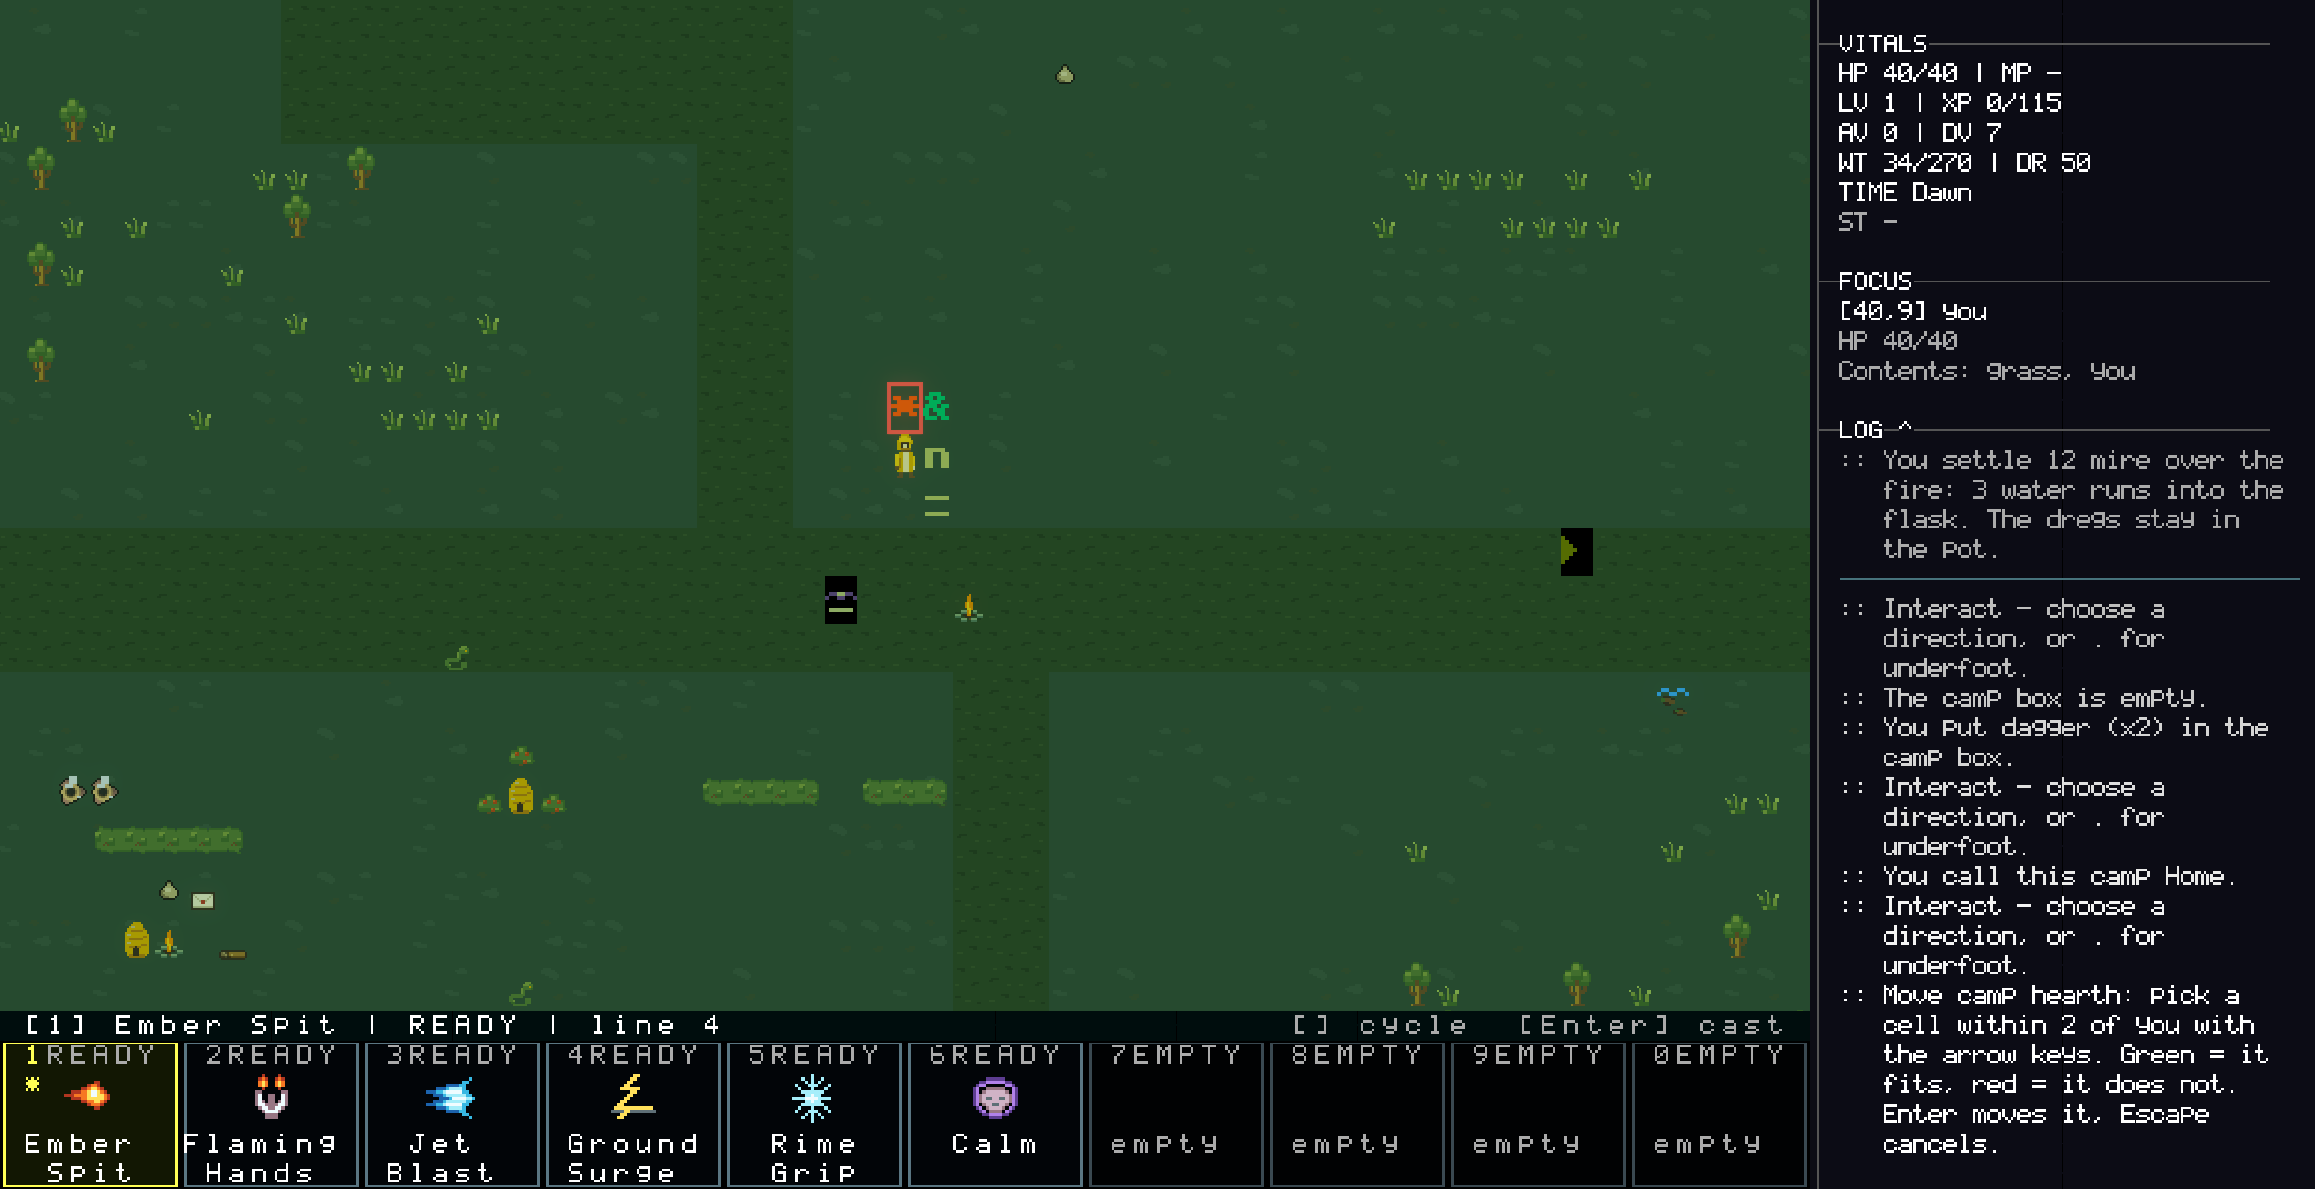 VITALS
HP 40/40 | MP -
LV 1 | XP 0/115
AV 0 | DV 7
WT 34/270 | DR 50
TIME Dawn
ST -
FOCUS
[40,9] You
HP 40/40
Contents: grass, You
LOG ^
:: You settle 12 mire over the
fire: 3 water runs into the
flask. The dregs stay in
the pot.
:: Interact - choose a
direction, or . for
underfoot.
:: The camp box is empty.
:: You put dagger (x2) in the
camp box.
:: Interact - choose a
direction, or . for
underfoot.
:: You call this camp Home.
:: Interact - choose a
direction, or . for
underfoot.
:: Move camp hearth: pick a
cell within 2 of you with
the arrow keys. Green = it
fits, red = it does not.
Enter moves it, Escape
cancels.
&
n
=
[1] Ember Spit | READY | line 4
[] cycle [Enter] cast
1READY
Ember
Spit
2READY
Flaming
Hands
3READY
Jet
Blast
4READY
Ground
Surge
5READY
Rime
Grip
6READY
Calm
7EMPTY
empty
8EMPTY
empty
9EMPTY
empty
0EMPTY
empty